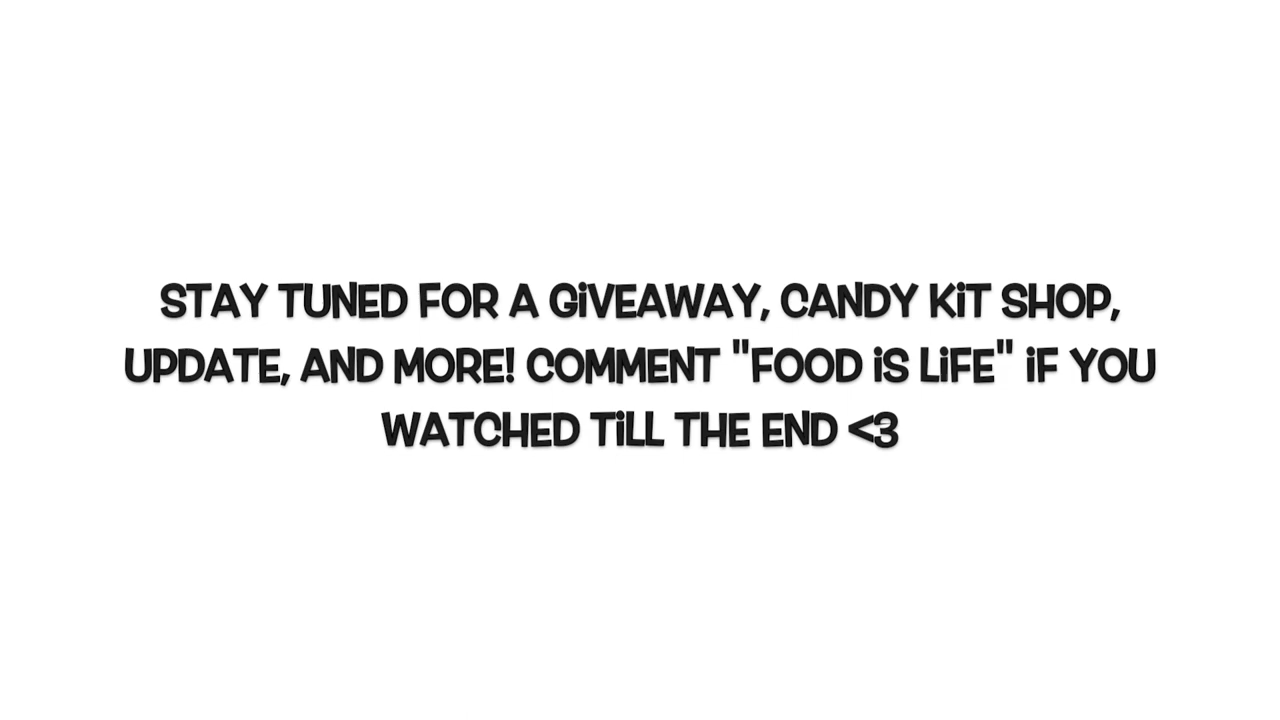 STAY TUNED FOR A GiVEAWAY, CANDY KiT SHOP,
UPDATE, AND MORE! COMMENT "FOOD iS LiFE" iF YOU
WATCHED TiLL THE END <3